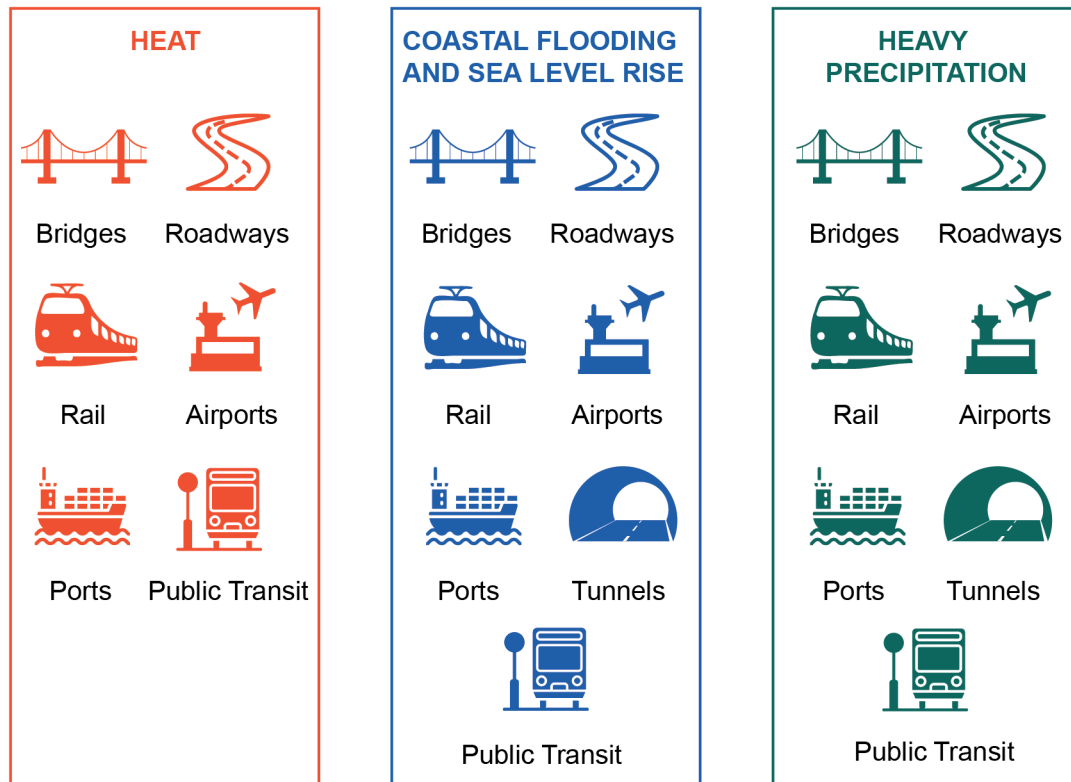 HEAT
Bridges
Roadways
Rail
Airports
Ports
Public Transit
COASTAL FLOODING
AND SEA LEVEL RISE
Bridges
Roadways
Rail
Airports
Ports
Tunnels
Public Transit
HEAVY
PRECIPITATION
Bridges
Roadways
Rail
Airports
Ports
Tunnels
Public Transit